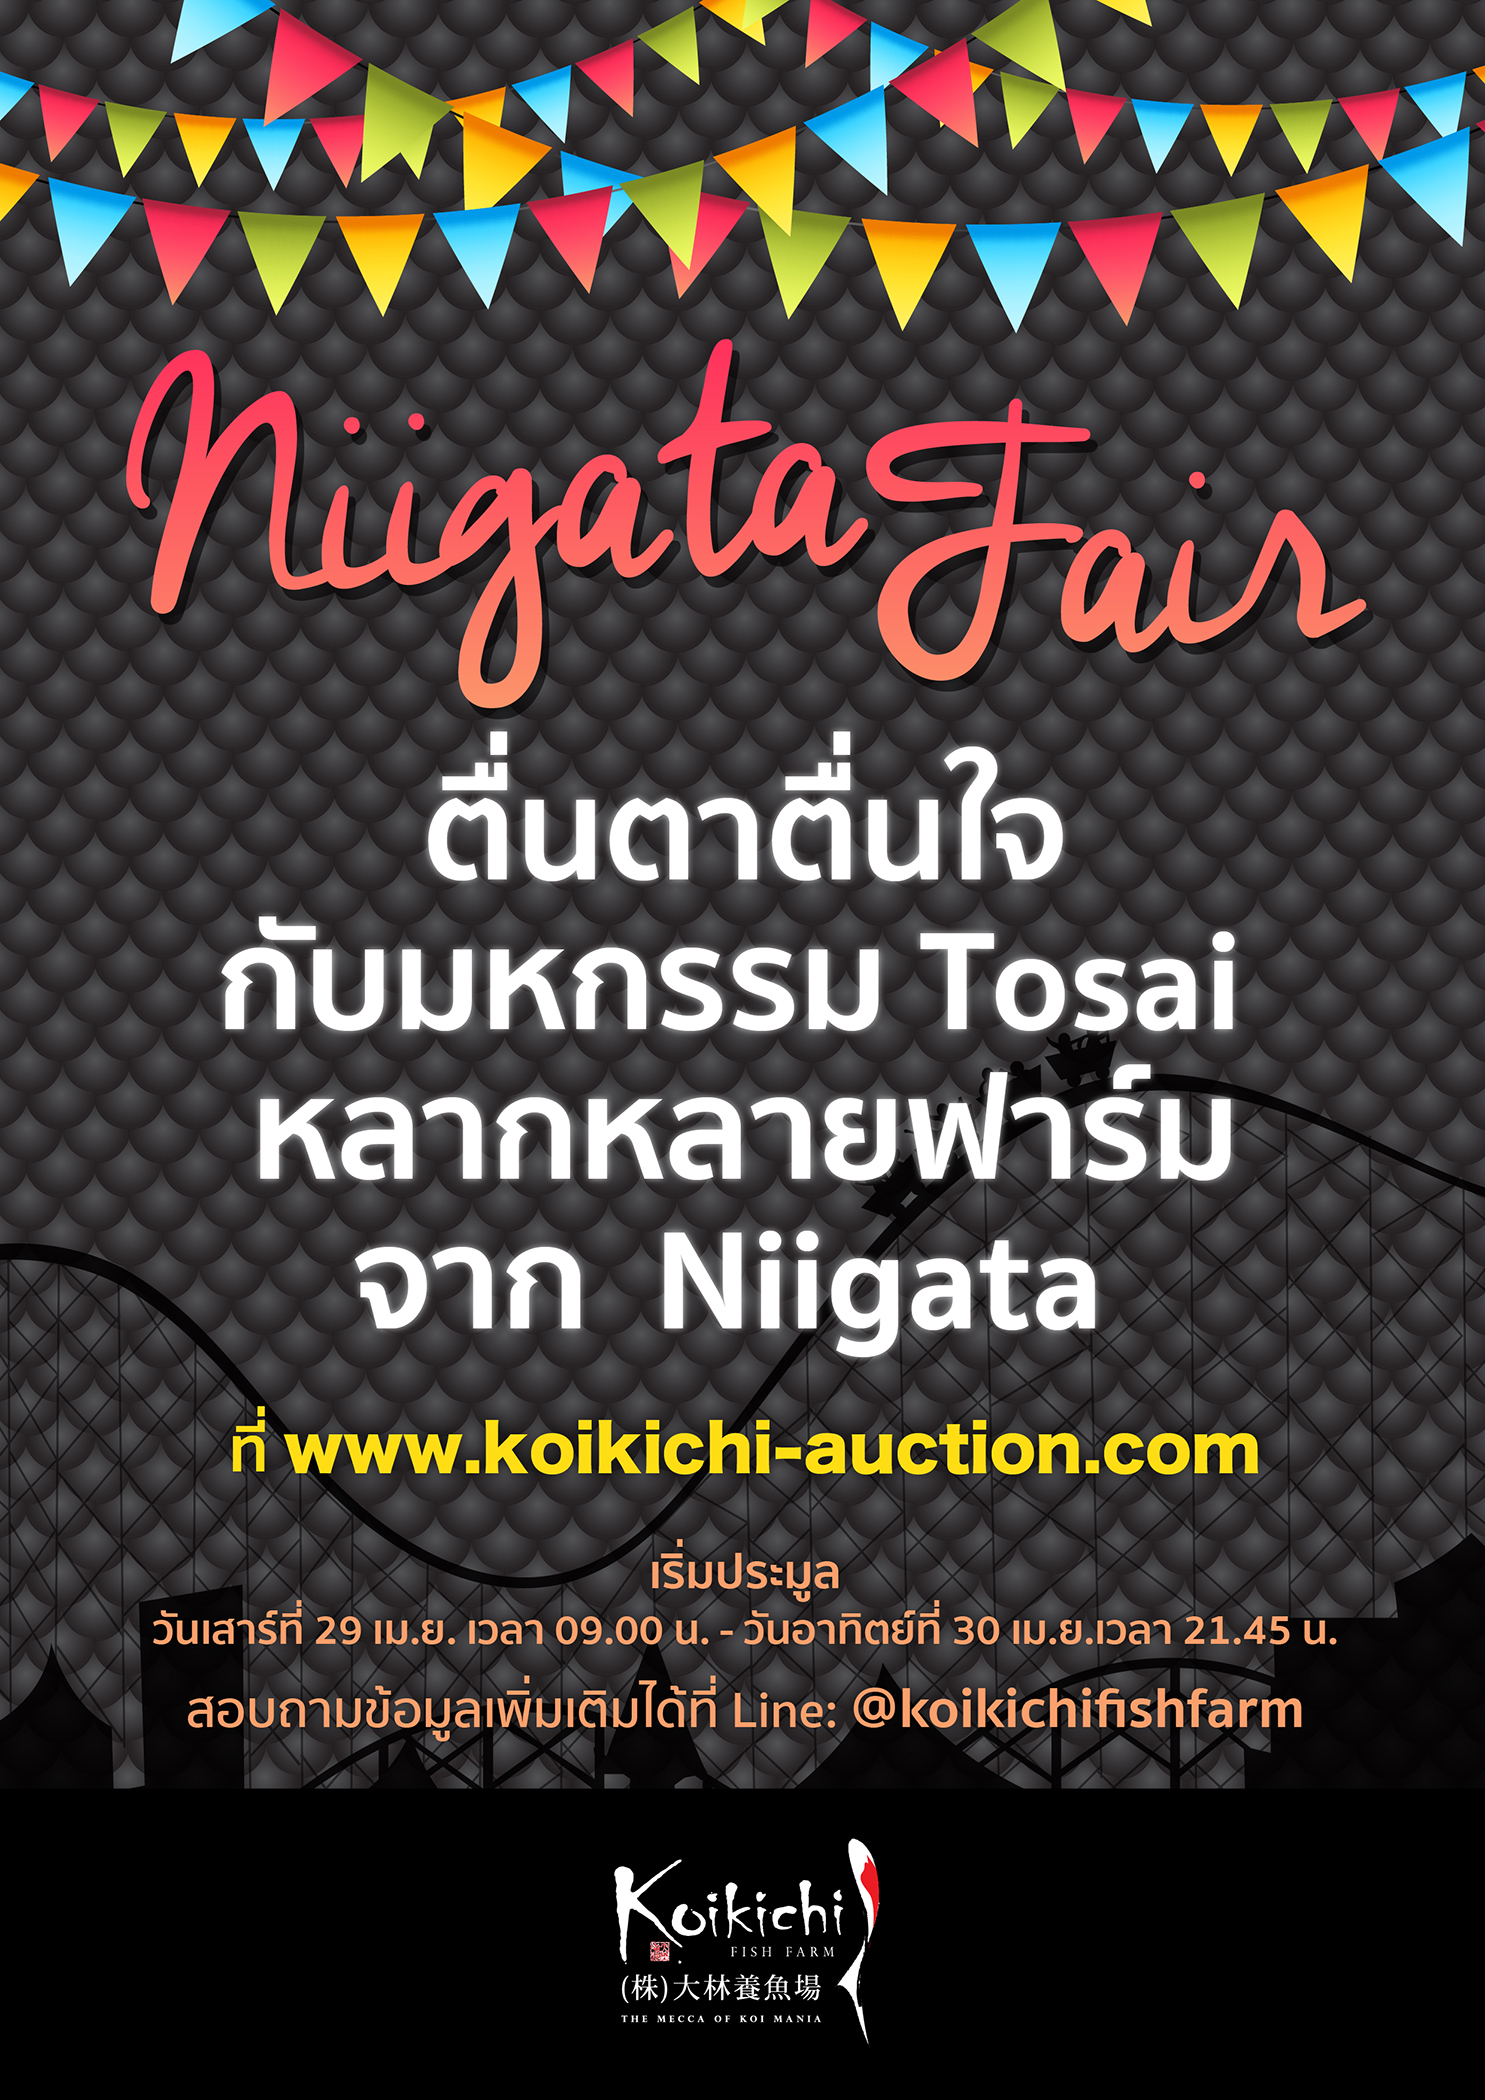 Niigata Fair
ตื่นตาตื่นใจ
กับมหกรรม Tosai
หลากหลายฟาร์ม
จาก Niigata
ที่ www.koikichi-auction.com
เริ่มประมูล
วันเสาร์ที่ 29 เม.ย. เวลา 09.00 น. - วันอาทิตย์ที่ 30 เม.ย.เวลา 21.45 น.
สอบถามข้อมูลเพิ่มเติมได้ที่ Line: @koikichifishfarm
Koikichi
FISH FARM
(株)大林養魚場
THE MECCA OF KOI MANIA